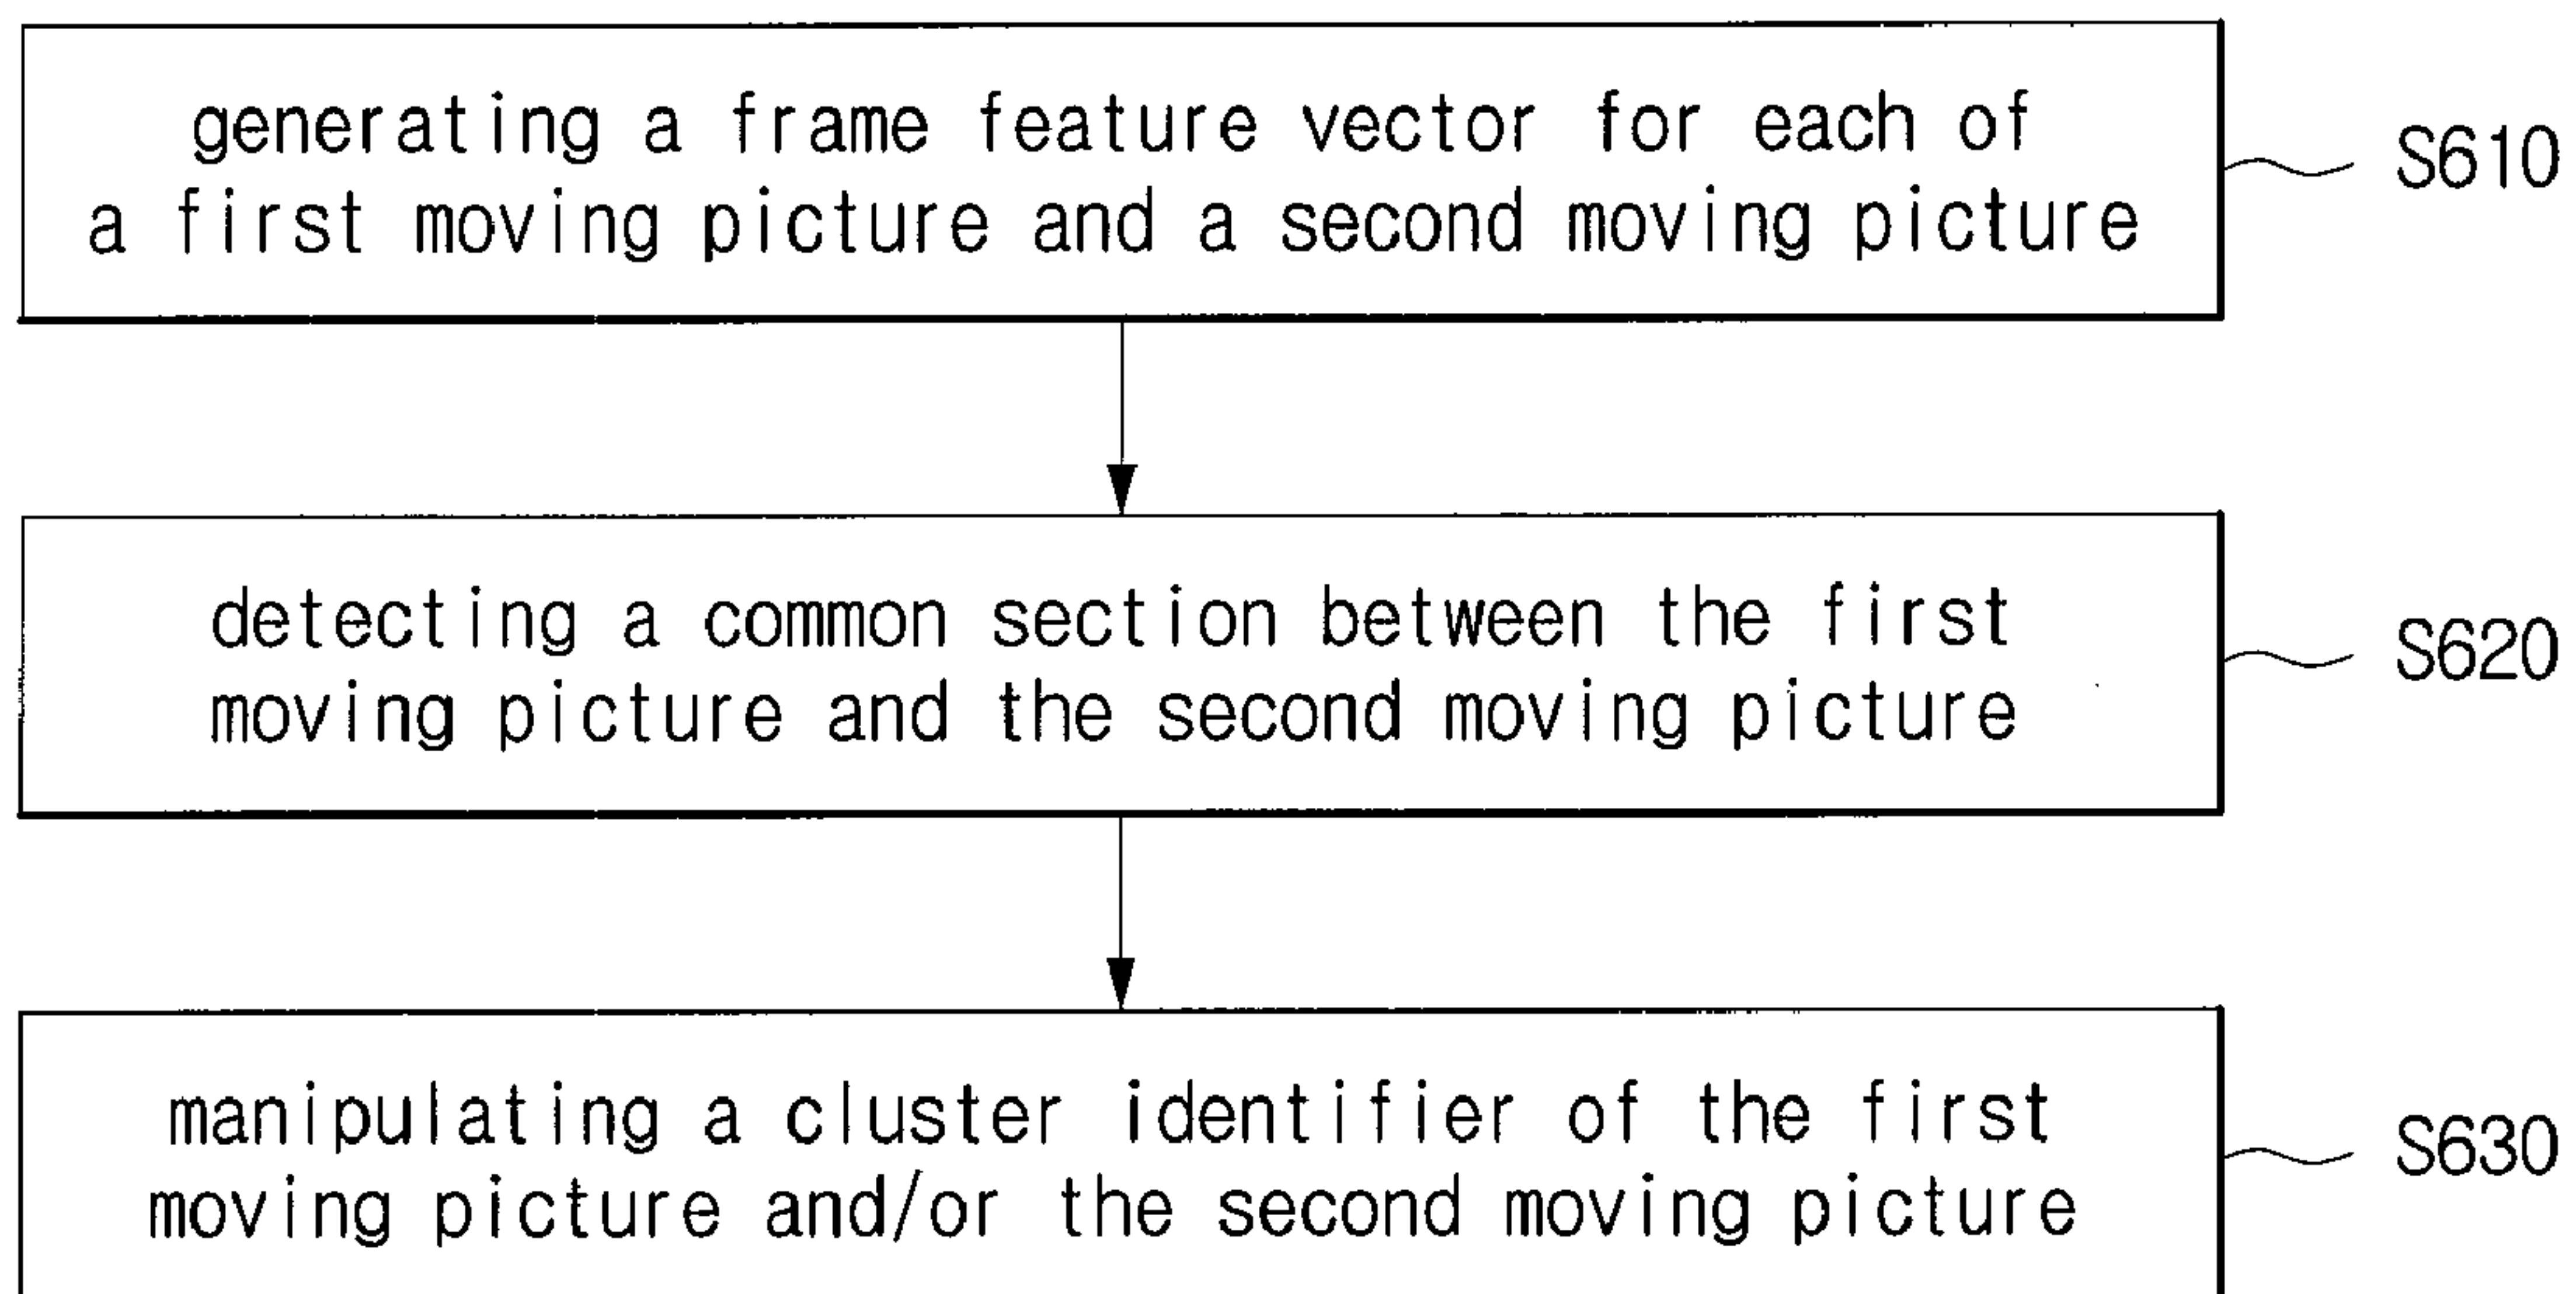 generating a frame feature vector for each of
a first moving picture and a second moving picture
S610
detecting a common section between the first
moving picture and the second moving picture
S620
manipulating a cluster identifier of the first
moving picture and/or the second moving picture
S630